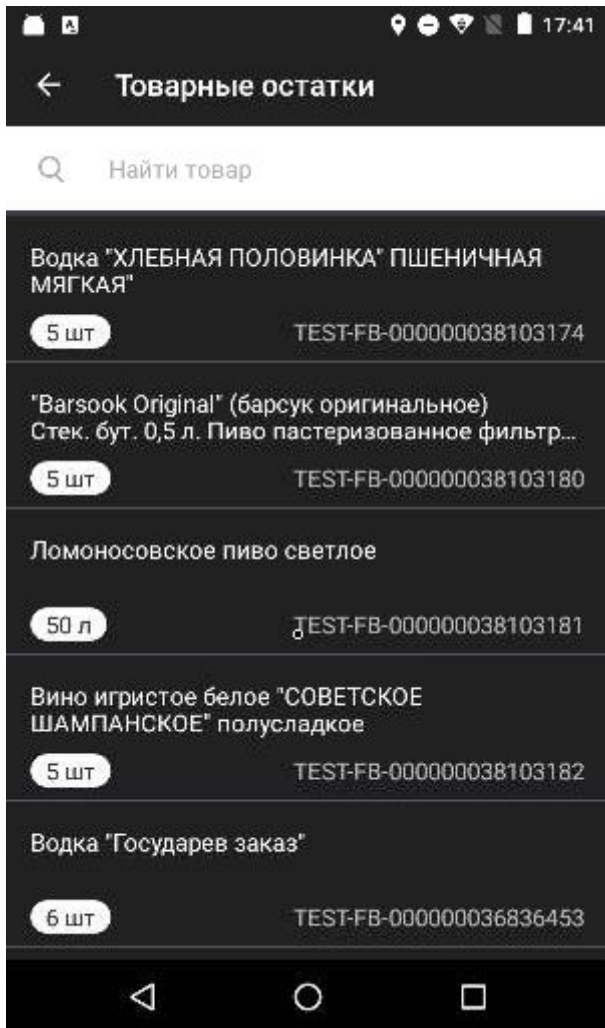 17:41
Товарные остатки
Найти товар
Водка "ХЛЕБНАЯ ПОЛОВИНКА" ПШЕНИЧНАЯ
МЯГКАЯ"
5 шт
TEST-FB-000000038103174
"Barsook Original" (барсук оригинальное)
Стек. бут. 0,5 л. Пиво пастеризованное фильтр...
5 шт
TEST-FB-000000038103180
Ломоносовское пиво светлое
50 л
TEST-FB-000000038103181
Вино игристое белое "СОВЕТСКОЕ
ШАМПАНСКОЕ" полусладкое
5 шт
TEST-FB-000000038103182
Водка "Государев заказ"
6 шт
TEST-FB-000000036836453